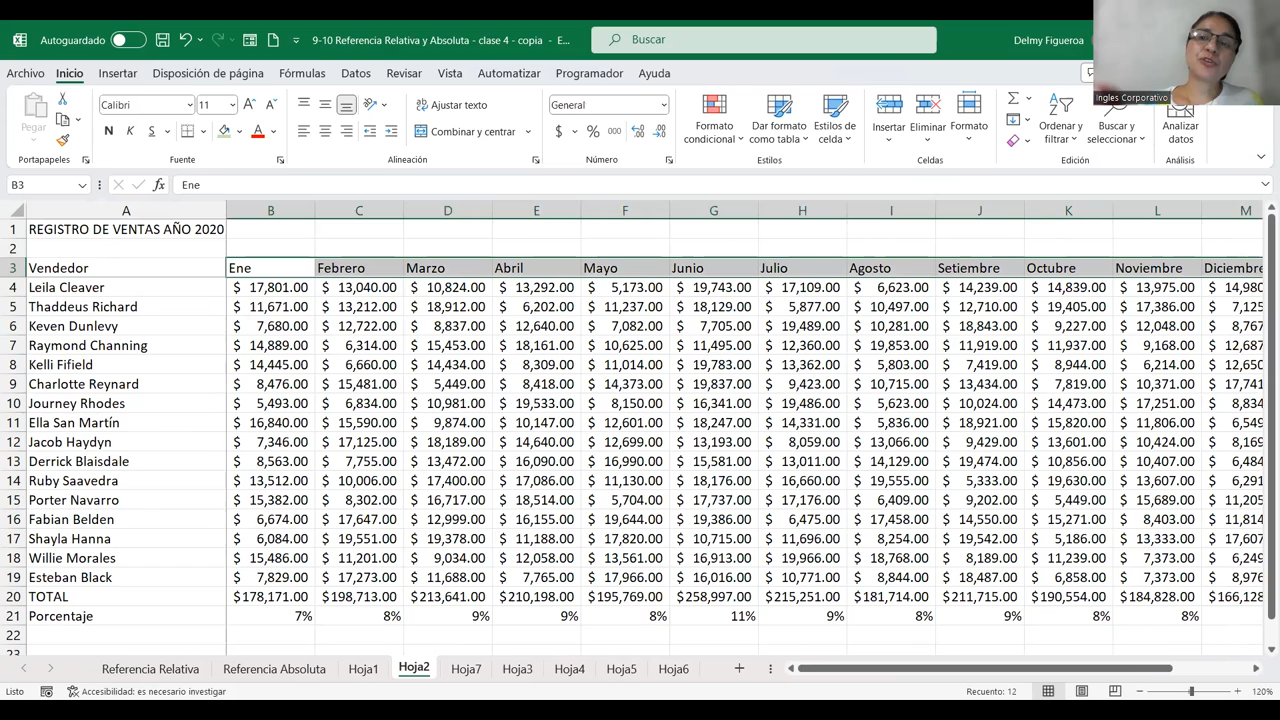 Autoguardado 9-10 Referencia Relativa y Absoluta - clase 4 - copia - E... Buscar Delmy Figueroa
Archivo Inicio Insertar Disposición de página Fórmulas Datos Revisar Vista Automatizar Programador Ayuda
Ingles Corporativo
Pegar Calibri 11 Ajustar texto General
N K S Combinar y centrar $ % 000
Formato condicional Dar formato como tabla Estilos de celda Insertar Eliminar Formato Ordenar y filtrar Buscar y seleccionar Analizar datos
Portapapeles Fuente Alineación Número Estilos Celdas Edición Análisis
B3 fx Ene
A B C D E F G H I J K L M
1 REGISTRO DE VENTAS AÑO 2020
2
3 Vendedor Ene Febrero Marzo Abril Mayo Junio Julio Agosto Setiembre Octubre Noviembre Diciembre
4 Leila Cleaver $ 17,801.00 $ 13,040.00 $ 10,824.00 $ 13,292.00 $ 5,173.00 $ 19,743.00 $ 17,109.00 $ 6,623.00 $ 14,239.00 $ 14,839.00 $ 13,975.00 $ 14,980
5 Thaddeus Richard $ 11,671.00 $ 13,212.00 $ 18,912.00 $ 6,202.00 $ 11,237.00 $ 18,129.00 $ 5,877.00 $ 10,497.00 $ 12,710.00 $ 19,405.00 $ 17,386.00 $ 7,125
6 Keven Dunlevy $ 7,680.00 $ 12,722.00 $ 8,837.00 $ 12,640.00 $ 7,082.00 $ 7,705.00 $ 19,489.00 $ 10,281.00 $ 18,843.00 $ 9,227.00 $ 12,048.00 $ 8,767
7 Raymond Channing $ 14,889.00 $ 6,314.00 $ 15,453.00 $ 18,161.00 $ 10,625.00 $ 11,495.00 $ 12,360.00 $ 19,853.00 $ 11,919.00 $ 11,937.00 $ 9,168.00 $ 12,687
8 Kelli Fifield $ 14,445.00 $ 6,660.00 $ 14,434.00 $ 8,309.00 $ 11,014.00 $ 19,783.00 $ 13,362.00 $ 5,803.00 $ 7,419.00 $ 8,944.00 $ 6,214.00 $ 12,650
9 Charlotte Reynard $ 8,476.00 $ 15,481.00 $ 5,449.00 $ 8,418.00 $ 14,373.00 $ 19,837.00 $ 9,423.00 $ 10,715.00 $ 13,434.00 $ 7,819.00 $ 10,371.00 $ 17,741
10 Journey Rhodes $ 5,493.00 $ 6,834.00 $ 10,981.00 $ 19,533.00 $ 8,150.00 $ 16,341.00 $ 19,486.00 $ 5,623.00 $ 10,024.00 $ 14,473.00 $ 17,251.00 $ 8,834
11 Ella San Martín $ 16,840.00 $ 15,590.00 $ 9,874.00 $ 10,147.00 $ 12,601.00 $ 18,247.00 $ 14,331.00 $ 5,836.00 $ 18,921.00 $ 15,820.00 $ 11,806.00 $ 6,549
12 Jacob Haydyn $ 7,346.00 $ 17,125.00 $ 18,189.00 $ 14,640.00 $ 12,699.00 $ 13,193.00 $ 8,059.00 $ 13,066.00 $ 9,429.00 $ 13,601.00 $ 10,424.00 $ 8,169
13 Derrick Blaisdale $ 8,563.00 $ 7,755.00 $ 13,472.00 $ 16,090.00 $ 16,990.00 $ 15,581.00 $ 13,011.00 $ 14,129.00 $ 19,474.00 $ 10,856.00 $ 10,407.00 $ 6,484
14 Ruby Saavedra $ 13,512.00 $ 10,006.00 $ 17,400.00 $ 17,086.00 $ 11,130.00 $ 18,176.00 $ 16,660.00 $ 19,555.00 $ 5,333.00 $ 19,630.00 $ 13,607.00 $ 6,291
15 Porter Navarro $ 15,382.00 $ 8,302.00 $ 16,717.00 $ 18,514.00 $ 5,704.00 $ 17,737.00 $ 17,176.00 $ 6,409.00 $ 9,202.00 $ 5,449.00 $ 15,689.00 $ 11,205
16 Fabian Belden $ 6,674.00 $ 17,647.00 $ 12,999.00 $ 16,155.00 $ 19,644.00 $ 19,386.00 $ 6,475.00 $ 17,458.00 $ 14,550.00 $ 15,271.00 $ 8,403.00 $ 11,814
17 Shayla Hanna $ 6,084.00 $ 19,551.00 $ 19,378.00 $ 11,188.00 $ 17,820.00 $ 10,715.00 $ 11,696.00 $ 8,254.00 $ 19,542.00 $ 5,186.00 $ 13,333.00 $ 17,607
18 Willie Morales $ 15,486.00 $ 11,201.00 $ 9,034.00 $ 12,058.00 $ 13,561.00 $ 16,913.00 $ 19,966.00 $ 18,768.00 $ 8,189.00 $ 11,239.00 $ 7,373.00 $ 6,249
19 Esteban Black $ 7,829.00 $ 17,273.00 $ 11,688.00 $ 7,765.00 $ 17,966.00 $ 16,016.00 $ 10,771.00 $ 8,844.00 $ 18,487.00 $ 6,858.00 $ 7,373.00 $ 8,976
20 TOTAL $178,171.00 $198,713.00 $213,641.00 $210,198.00 $195,769.00 $258,997.00 $215,251.00 $181,714.00 $211,715.00 $190,554.00 $184,828.00 $166,128
21 Porcentaje 7% 8% 9% 9% 8% 11% 9% 8% 9% 8% 8%
22
23
Referencia Relativa Referencia Absoluta Hoja1 Hoja2 Hoja7 Hoja3 Hoja4 Hoja5 Hoja6
Listo Accesibilidad: es necesario investigar Recuento: 12 120%